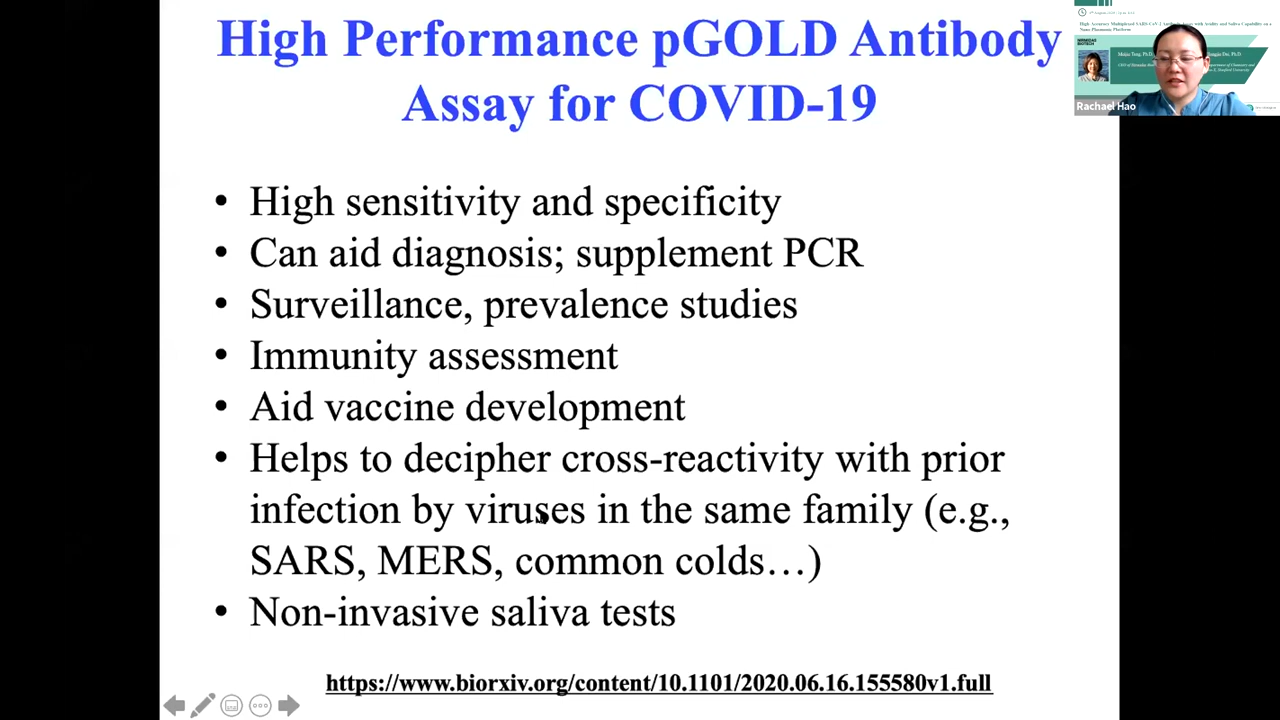 High Performance pGOLD Antibody
Assay for COVID-19
• High sensitivity and specificity
• Can aid diagnosis; supplement PCR
• Surveillance, prevalence studies
• Immunity assessment
• Aid vaccine development
• Helps to decipher cross-reactivity with prior
infection by viruses in the same family (e.g.,
SARS, MERS, common colds…)
• Non-invasive saliva tests
https://www.biorxiv.org/content/10.1101/2020.06.16.155580v1.full
Rachael Hao